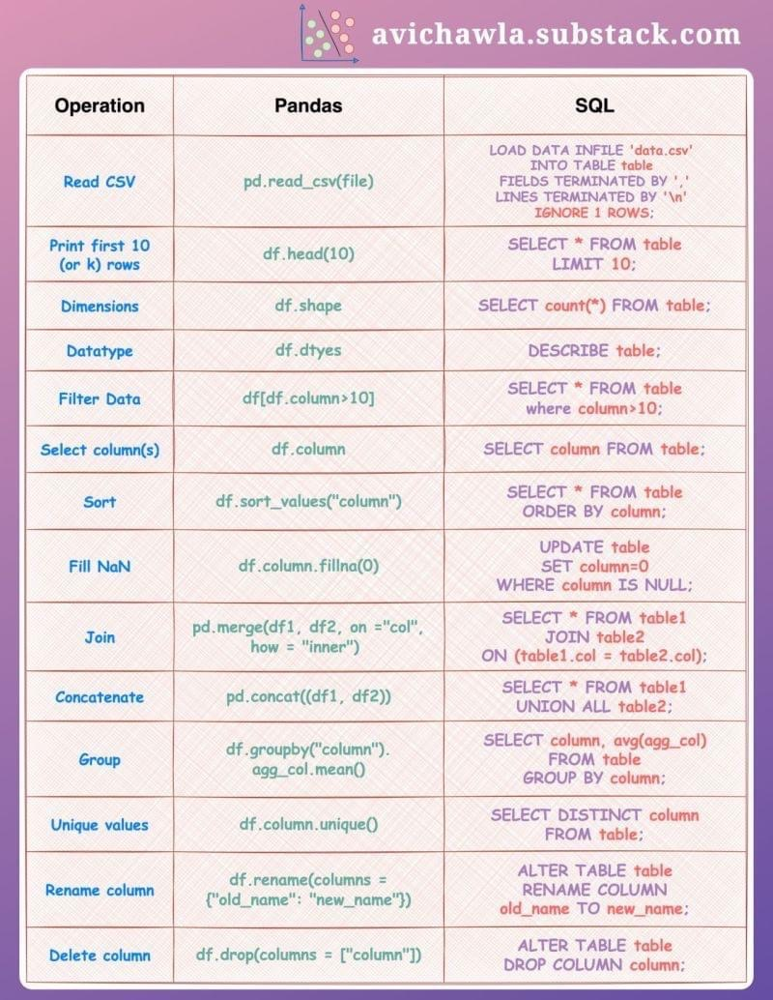 avichawla.substack.com
Operation
Pandas
SQL
Read CSV
pd.read_csv(file)
LOAD DATA INFILE 'data.csv'
INTO TABLE table
FIELDS TERMINATED BY ','
LINES TERMINATED BY '\n'
IGNORE 1 ROWS;
Print first 10
(or k) rows
df.head(10)
SELECT * FROM table
LIMIT 10;
Dimensions
df.shape
SELECT count(*) FROM table;
Datatype
df.dtyes
DESCRIBE table;
Filter Data
df[df.column>10]
SELECT * FROM table
where column>10;
Select column(s)
df.column
SELECT column FROM table;
Sort
df.sort_values("column")
SELECT * FROM table
ORDER BY column;
Fill NaN
df.column.fillna(0)
UPDATE table
SET column=0
WHERE column IS NULL;
Join
pd.merge(df1, df2, on ="col",
how = "inner")
SELECT * FROM table1
JOIN table2
ON (table1.col = table2.col);
Concatenate
pd.concat((df1, df2))
SELECT * FROM table1
UNION ALL table2;
Group
df.groupby("column").
agg_col.mean()
SELECT column, avg(agg_col)
FROM table
GROUP BY column;
Unique values
df.column.unique()
SELECT DISTINCT column
FROM table;
Rename column
df.rename(columns =
{"old_name": "new_name"})
ALTER TABLE table
RENAME COLUMN
old_name TO new_name;
Delete column
df.drop(columns = ["column"])
ALTER TABLE table
DROP COLUMN column;